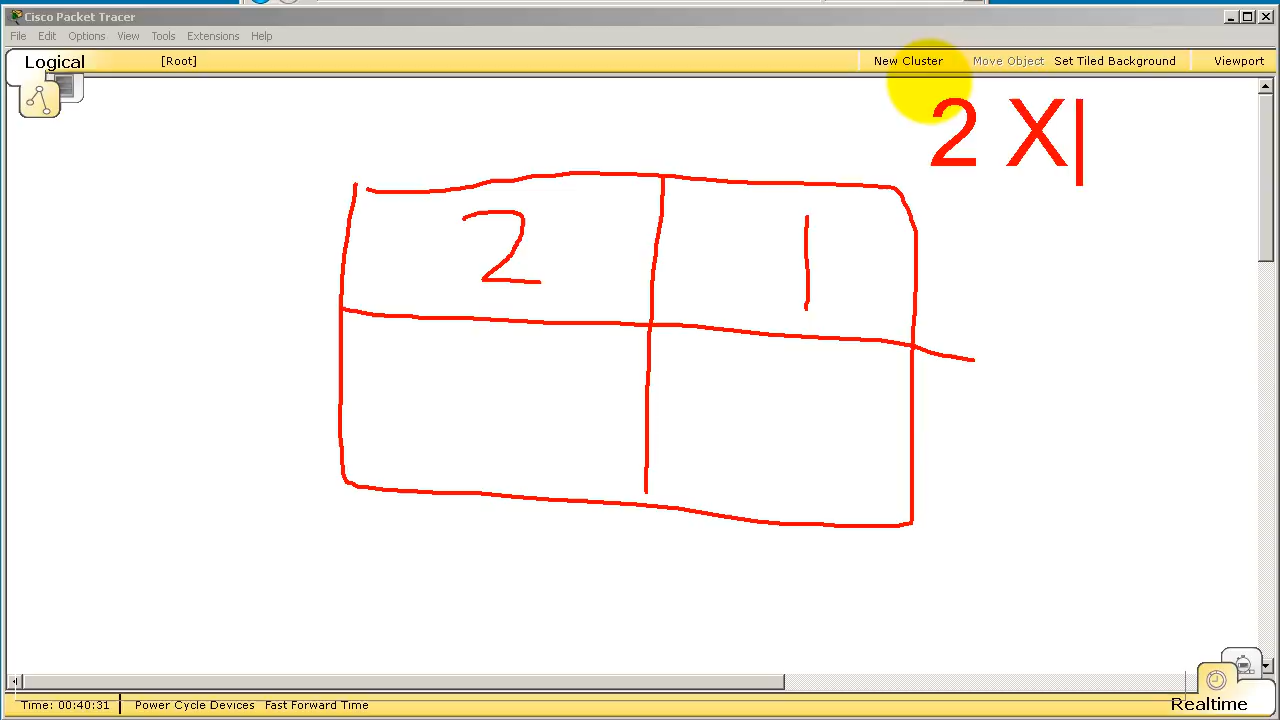 Cisco Packet Tracer
File Edit Options View Tools Extensions Help
Logical [Root] New Cluster Move Object Set Tiled Background Viewport
2 X
2 1
Time: 00:40:31 Power Cycle Devices Fast Forward Time
Realtime